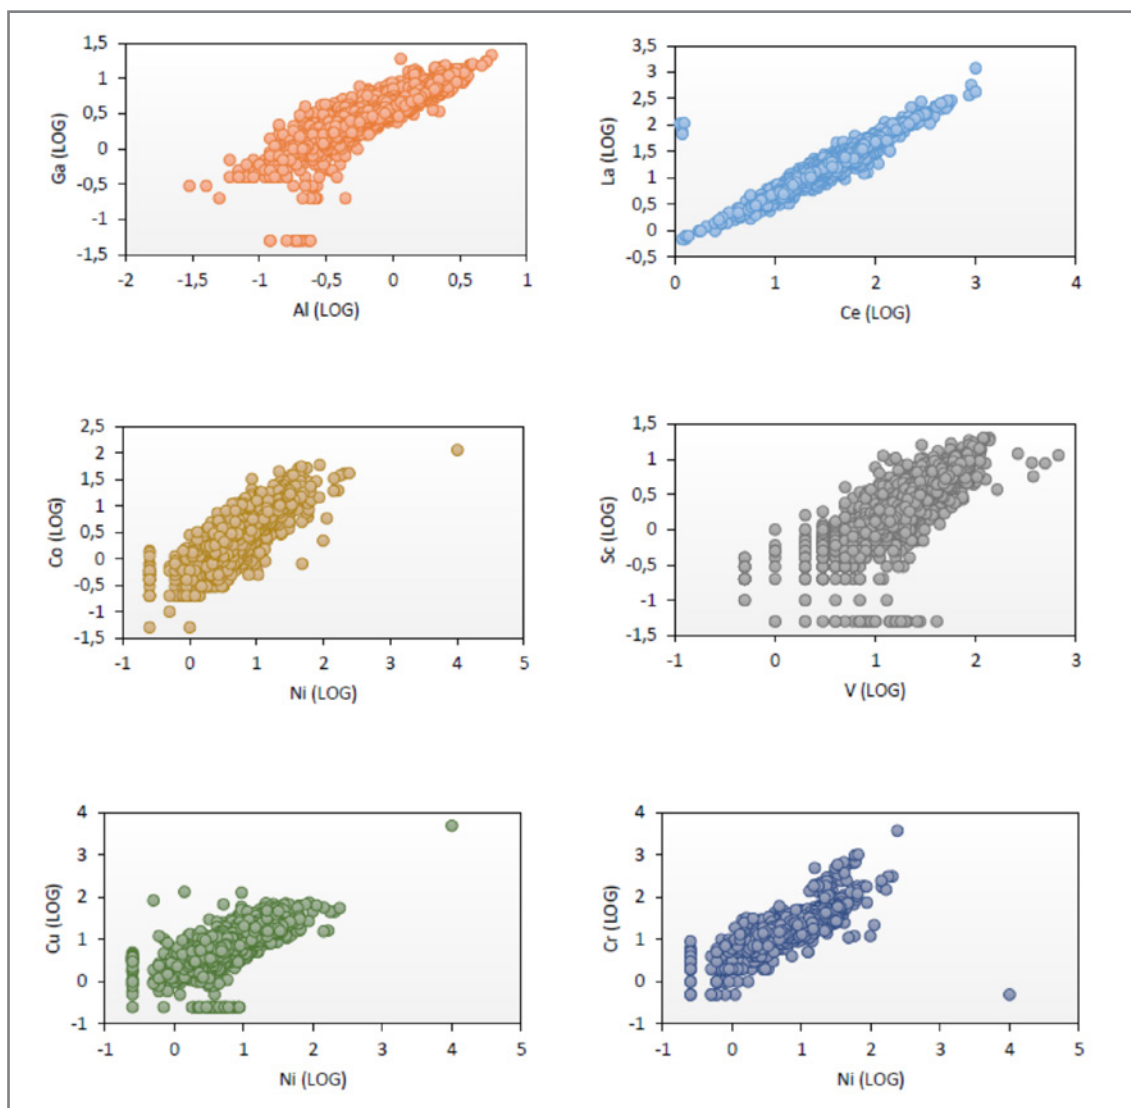 1,5
1
0,5
0
-0,5
-1
-1,5
Ga (LOG)
-2 -1,5 -1 -0,5 0 0,5 1
Al (LOG)
3,5
3
2,5
2
1,5
1
0,5
0
-0,5
La (LOG)
0 1 2 3 4
Ce (LOG)
2,5
2
1,5
1
0,5
0
-0,5
-1
-1,5
Co (LOG)
-1 0 1 2 3 4 5
Ni (LOG)
1,5
1
0,5
0
-0,5
-1
-1,5
Sc (LOG)
-1 0 1 2 3
V (LOG)
4
3
2
1
0
-1
Cu (LOG)
-1 0 1 2 3 4 5
Ni (LOG)
4
3
2
1
0
-1
Cr (LOG)
-1 0 1 2 3 4 5
Ni (LOG)